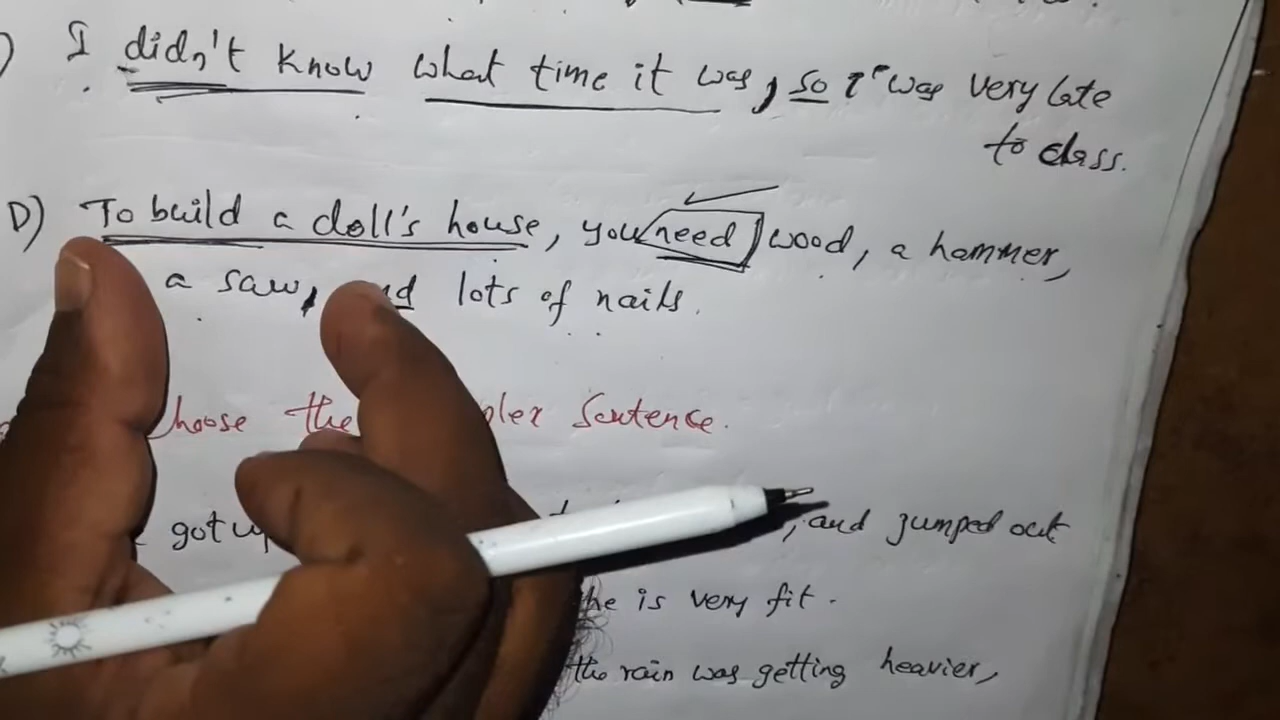 ) I didn't know what time it was, so I was very late
to class.
D) To build a doll's house, you need wood, a hammer,
a saw, and lots of nails.
hoose the plex Sentence.
got up , and jumped out
he is very fit.
the rain was getting heavier,